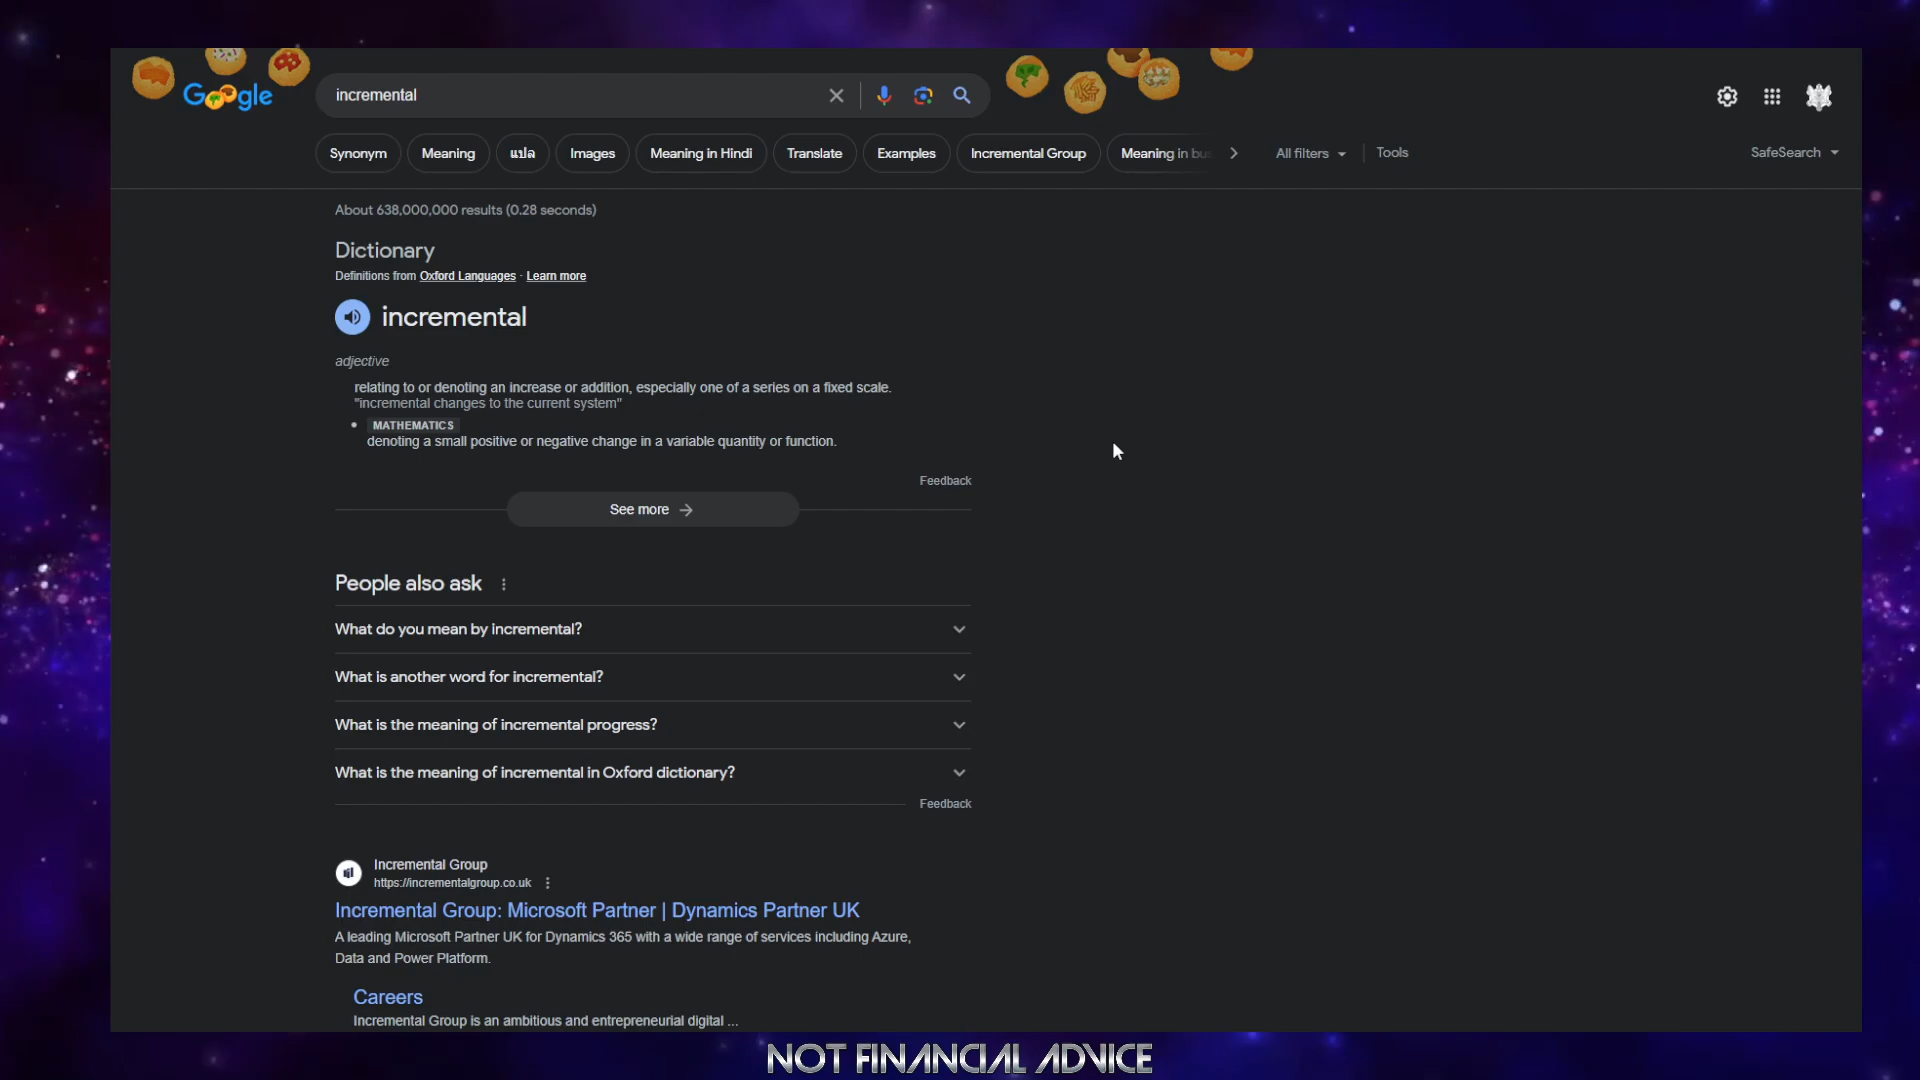 Google
incremental
Synonym
Meaning
แปล
Images
Meaning in Hindi
Translate
Examples
Incremental Group
Meaning in bus
All filters
Tools
SafeSearch
About 638,000,000 results (0.28 seconds)
Dictionary
Definitions from Oxford Languages · Learn more
incremental
adjective
relating to or denoting an increase or addition, especially one of a series on a fixed scale.
"incremental changes to the current system"
• MATHEMATICS
denoting a small positive or negative change in a variable quantity or function.
Feedback
See more
People also ask
What do you mean by incremental?
What is another word for incremental?
What is the meaning of incremental progress?
What is the meaning of incremental in Oxford dictionary?
Feedback
Incremental Group
https://incrementalgroup.co.uk
Incremental Group: Microsoft Partner | Dynamics Partner UK
A leading Microsoft Partner UK for Dynamics 365 with a wide range of services including Azure,
Data and Power Platform.
Careers
Incremental Group is an ambitious and entrepreneurial digital ...
NOT FINANCIAL ADVICE